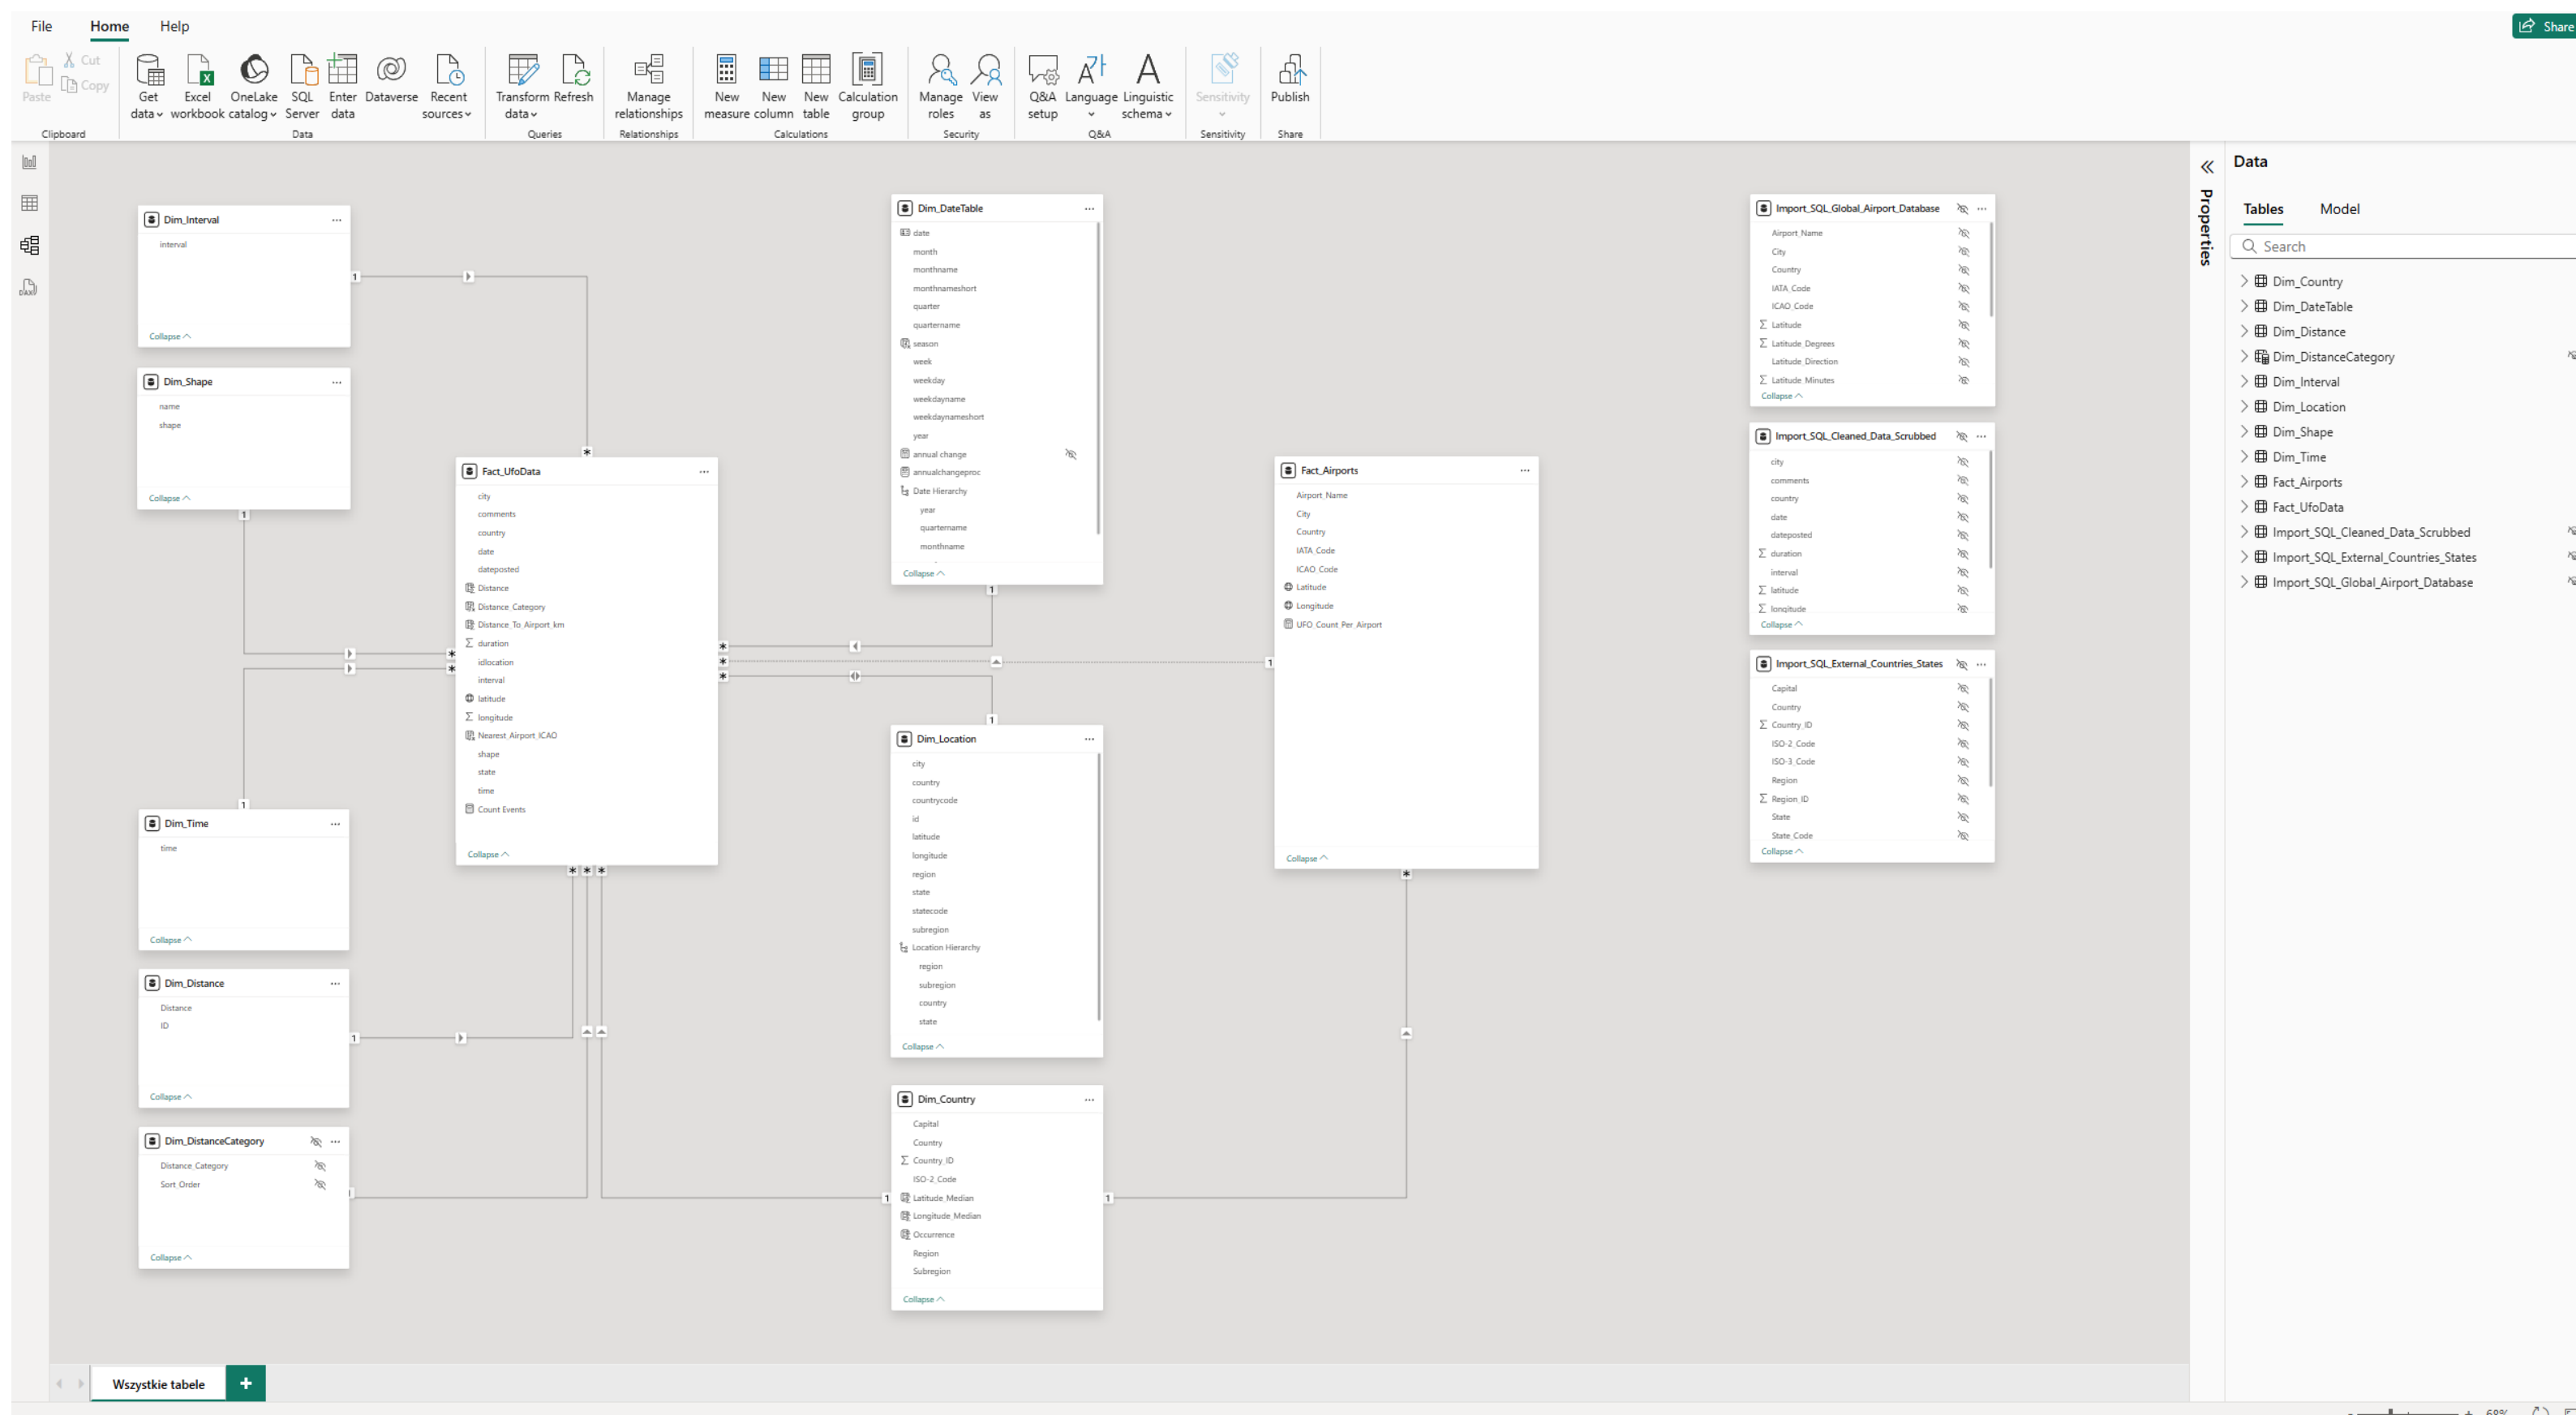 File Home Help
Share
Paste Cut Copy
Get data Excel workbook OneLake catalog SQL Server Enter data Dataverse Recent sources
Transform data Refresh
Manage relationships
New measure New column New table Calculation group
Manage roles View as
Q&A setup Language Linguistic schema
Sensitivity
Publish
Clipboard Data Queries Relationships Calculations Security Q&A Sensitivity Share
Dim_Interval
interval
Collapse
Dim_Shape
name
shape
Collapse
Dim_Time
time
Collapse
Dim_Distance
Distance
ID
Collapse
Dim_DistanceCategory
Distance_Category
Sort_Order
Collapse
Fact_UfoData
city
comments
country
date
dateposted
Distance
Distance_Category
Distance_To_Airport_km
duration
idlocation
interval
latitude
longitude
Nearest_Airport_ICAO
shape
state
time
Count Events
Collapse
Dim_DateTable
date
month
monthname
monthnameshort
quarter
quartername
season
week
weekday
weekdayname
weekdaynameshort
year
annual change
annualchangeproc
Date Hierarchy
year
quartername
monthname
Collapse
Dim_Location
city
country
countrycode
id
latitude
longitude
region
state
statecode
subregion
Location Hierarchy
region
subregion
country
state
Collapse
Dim_Country
Capital
Country
Country_ID
ISO-2_Code
Latitude_Median
Longitude_Median
Occurrence
Region
Subregion
Collapse
Fact_Airports
Airport_Name
City
Country
IATA_Code
ICAO_Code
Latitude
Longitude
UFO_Count_Per_Airport
Collapse
Import_SQL_Global_Airport_Database
Airport_Name
City
Country
IATA_Code
ICAO_Code
Latitude
Latitude_Degrees
Latitude_Direction
Latitude_Minutes
Collapse
Import_SQL_Cleaned_Data_Scrubbed
city
comments
country
date
dateposted
duration
interval
latitude
longitude
Collapse
Import_SQL_External_Countries_States
Capital
Country
Country_ID
ISO-2_Code
ISO-3_Code
Region
Region_ID
State
State_Code
Collapse
Properties
Data
Tables Model
Search
Dim_Country
Dim_DateTable
Dim_Distance
Dim_DistanceCategory
Dim_Interval
Dim_Location
Dim_Shape
Dim_Time
Fact_Airports
Fact_UfoData
Import_SQL_Cleaned_Data_Scrubbed
Import_SQL_External_Countries_States
Import_SQL_Global_Airport_Database
Wszystkie tabele +